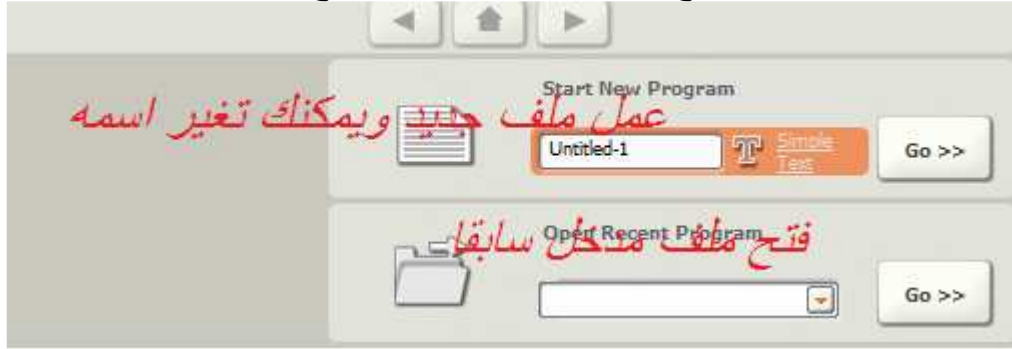 Start New Program
عمل ملف جديد ويمكنك تغير اسمه
Untitled-1
Simple
Text
Go >>
Open Recent Program
فتح ملف مدخل سابقا
Go >>